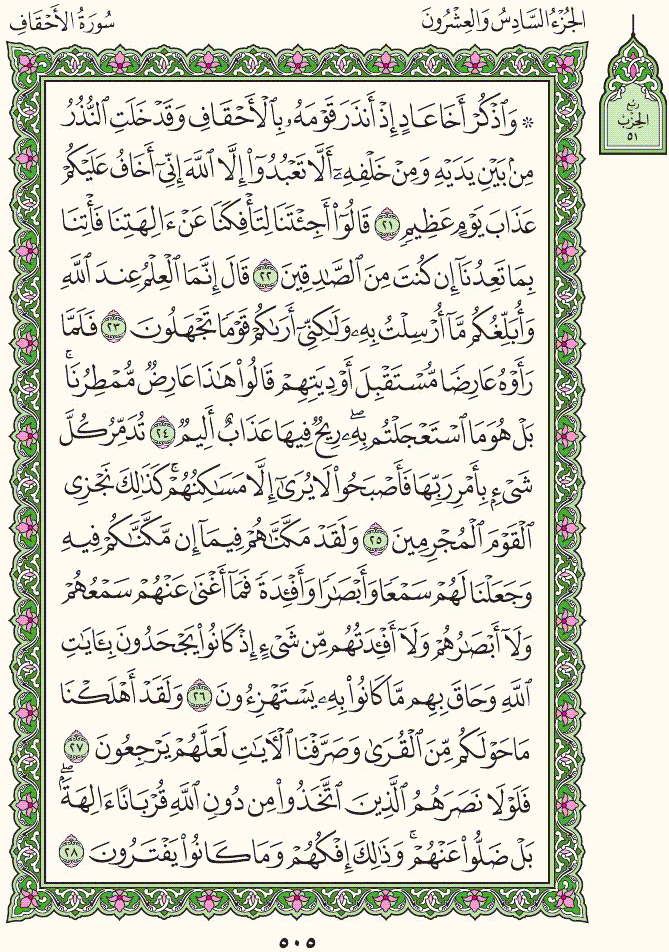 الجُزْءُ السَّادِسُ وَالعِشْرُونَ
سُورَةُ الأَحْقَافِ
رُبع
الحِزْب
٥١
۞ وَٱذۡكُرۡ أَخَا عَادٍ إِذۡ أَنذَرَ قَوۡمَهُۥ بِٱلۡأَحۡقَافِ وَقَدۡ خَلَتِ ٱلنُّذُرُ
مِنۢ بَيۡنِ يَدَيۡهِ وَمِنۡ خَلۡفِهِۦٓ أَلَّا تَعۡبُدُوٓاْ إِلَّا ٱللَّهَ إِنِّيٓ أَخَافُ عَلَيۡكُمۡ
عَذَابَ يَوۡمٍ عَظِيمٖ ٢١ قَالُوٓاْ أَجِئۡتَنَا لِتَأۡفِكَنَا عَنۡ ءَالِهَتِنَا فَأۡتِنَا
بِمَا تَعِدُنَآ إِن كُنتَ مِنَ ٱلصَّٰدِقِينَ ٢٢ قَالَ إِنَّمَا ٱلۡعِلۡمُ عِندَ ٱللَّهِ
وَأُبَلِّغُكُم مَّآ أُرۡسِلۡتُ بِهِۦ وَلَٰكِنِّيٓ أَرَىٰكُمۡ قَوۡمٗا تَجۡهَلُونَ ٢٣ فَلَمَّا
رَأَوۡهُ عَارِضٗا مُّسۡتَقۡبِلَ أَوۡدِيَتِهِمۡ قَالُواْ هَٰذَا عَارِضٞ مُّمۡطِرُنَاۚ
بَلۡ هُوَ مَا ٱسۡتَعۡجَلۡتُم بِهِۦۖ رِيحٞ فِيهَا عَذَابٌ أَلِيمٞ ٢٤ تُدَمِّرُ كُلَّ
شَيۡءِۭ بِأَمۡرِ رَبِّهَا فَأَصۡبَحُواْ لَا يُرَىٰٓ إِلَّا مَسَٰكِنُهُمۡۚ كَذَٰلِكَ نَجۡزِي
ٱلۡقَوۡمَ ٱلۡمُجۡرِمِينَ ٢٥ وَلَقَدۡ مَكَّنَّٰهُمۡ فِيمَآ إِن مَّكَّنَّٰكُمۡ فِيهِ
وَجَعَلۡنَا لَهُمۡ سَمۡعٗا وَأَبۡصَٰرٗا وَأَفۡـِٔدَةٗ فَمَآ أَغۡنَىٰ عَنۡهُمۡ سَمۡعُهُمۡ
وَلَآ أَبۡصَٰرُهُمۡ وَلَآ أَفۡـِٔدَتُهُم مِّن شَيۡءٍ إِذۡ كَانُواْ يَجۡحَدُونَ بِـَٔايَٰتِ
ٱللَّهِ وَحَاقَ بِهِم مَّا كَانُواْ بِهِۦ يَسۡتَهۡزِءُونَ ٢٦ وَلَقَدۡ أَهۡلَكۡنَا
مَا حَوۡلَكُم مِّنَ ٱلۡقُرَىٰ وَصَرَّفۡنَا ٱلۡأٓيَٰتِ لَعَلَّهُمۡ يَرۡجِعُونَ ٢٧
فَلَوۡلَا نَصَرَهُمُ ٱلَّذِينَ ٱتَّخَذُواْ مِن دُونِ ٱللَّهِ قُرۡبَانًا ءَالِهَةَۢۖ
بَلۡ ضَلُّواْ عَنۡهُمۡۚ وَذَٰلِكَ إِفۡكُهُمۡ وَمَا كَانُواْ يَفۡتَرُونَ ٢٨
٥٠٥